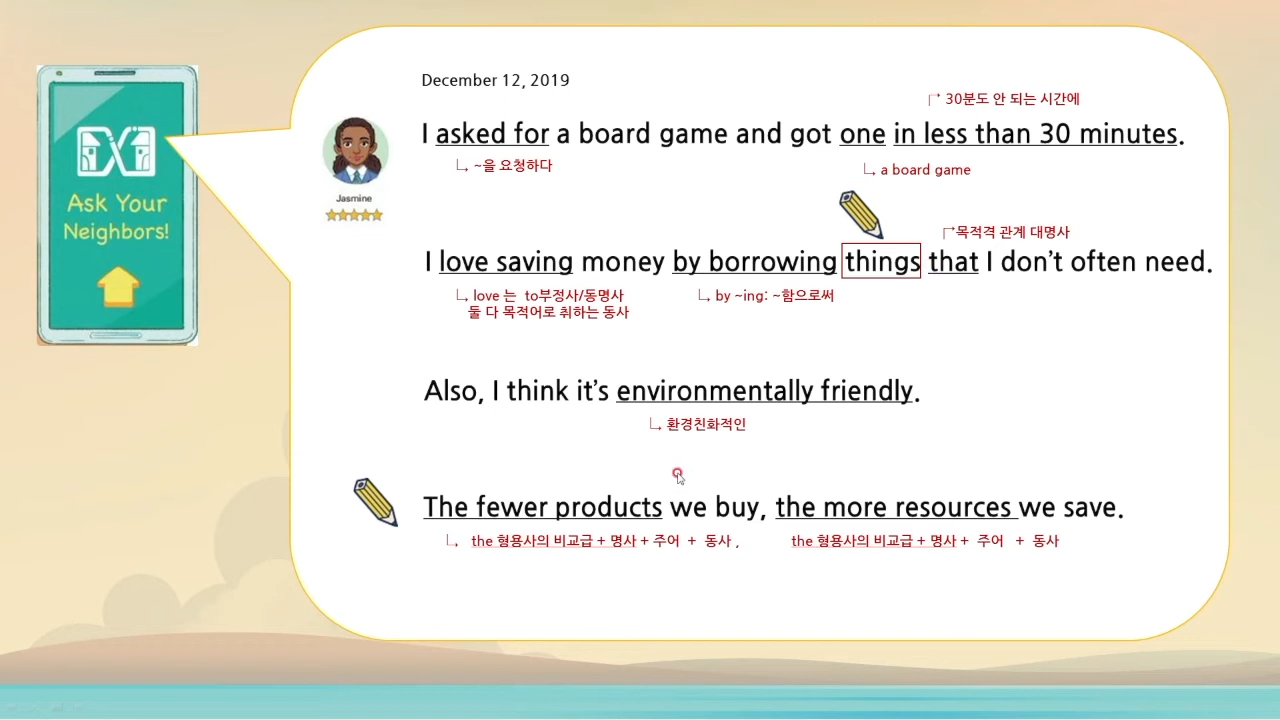 Ask Your
Neighbors!
December 12, 2019
Jasmine
┌→ 30분도 안 되는 시간에
I asked for a board game and got one in less than 30 minutes.
└→ ~을 요청하다
└→ a board game
┌→목적격 관계 대명사
I love saving money by borrowing things that I don't often need.
└→ love 는 to부정사/동명사
둘 다 목적어로 취하는 동사
└→ by ~ing: ~함으로써
Also, I think it's environmentally friendly.
└→ 환경친화적인
The fewer products we buy, the more resources we save.
└→ the 형용사의 비교급 + 명사 + 주어 + 동사 , the 형용사의 비교급 + 명사 + 주어 + 동사